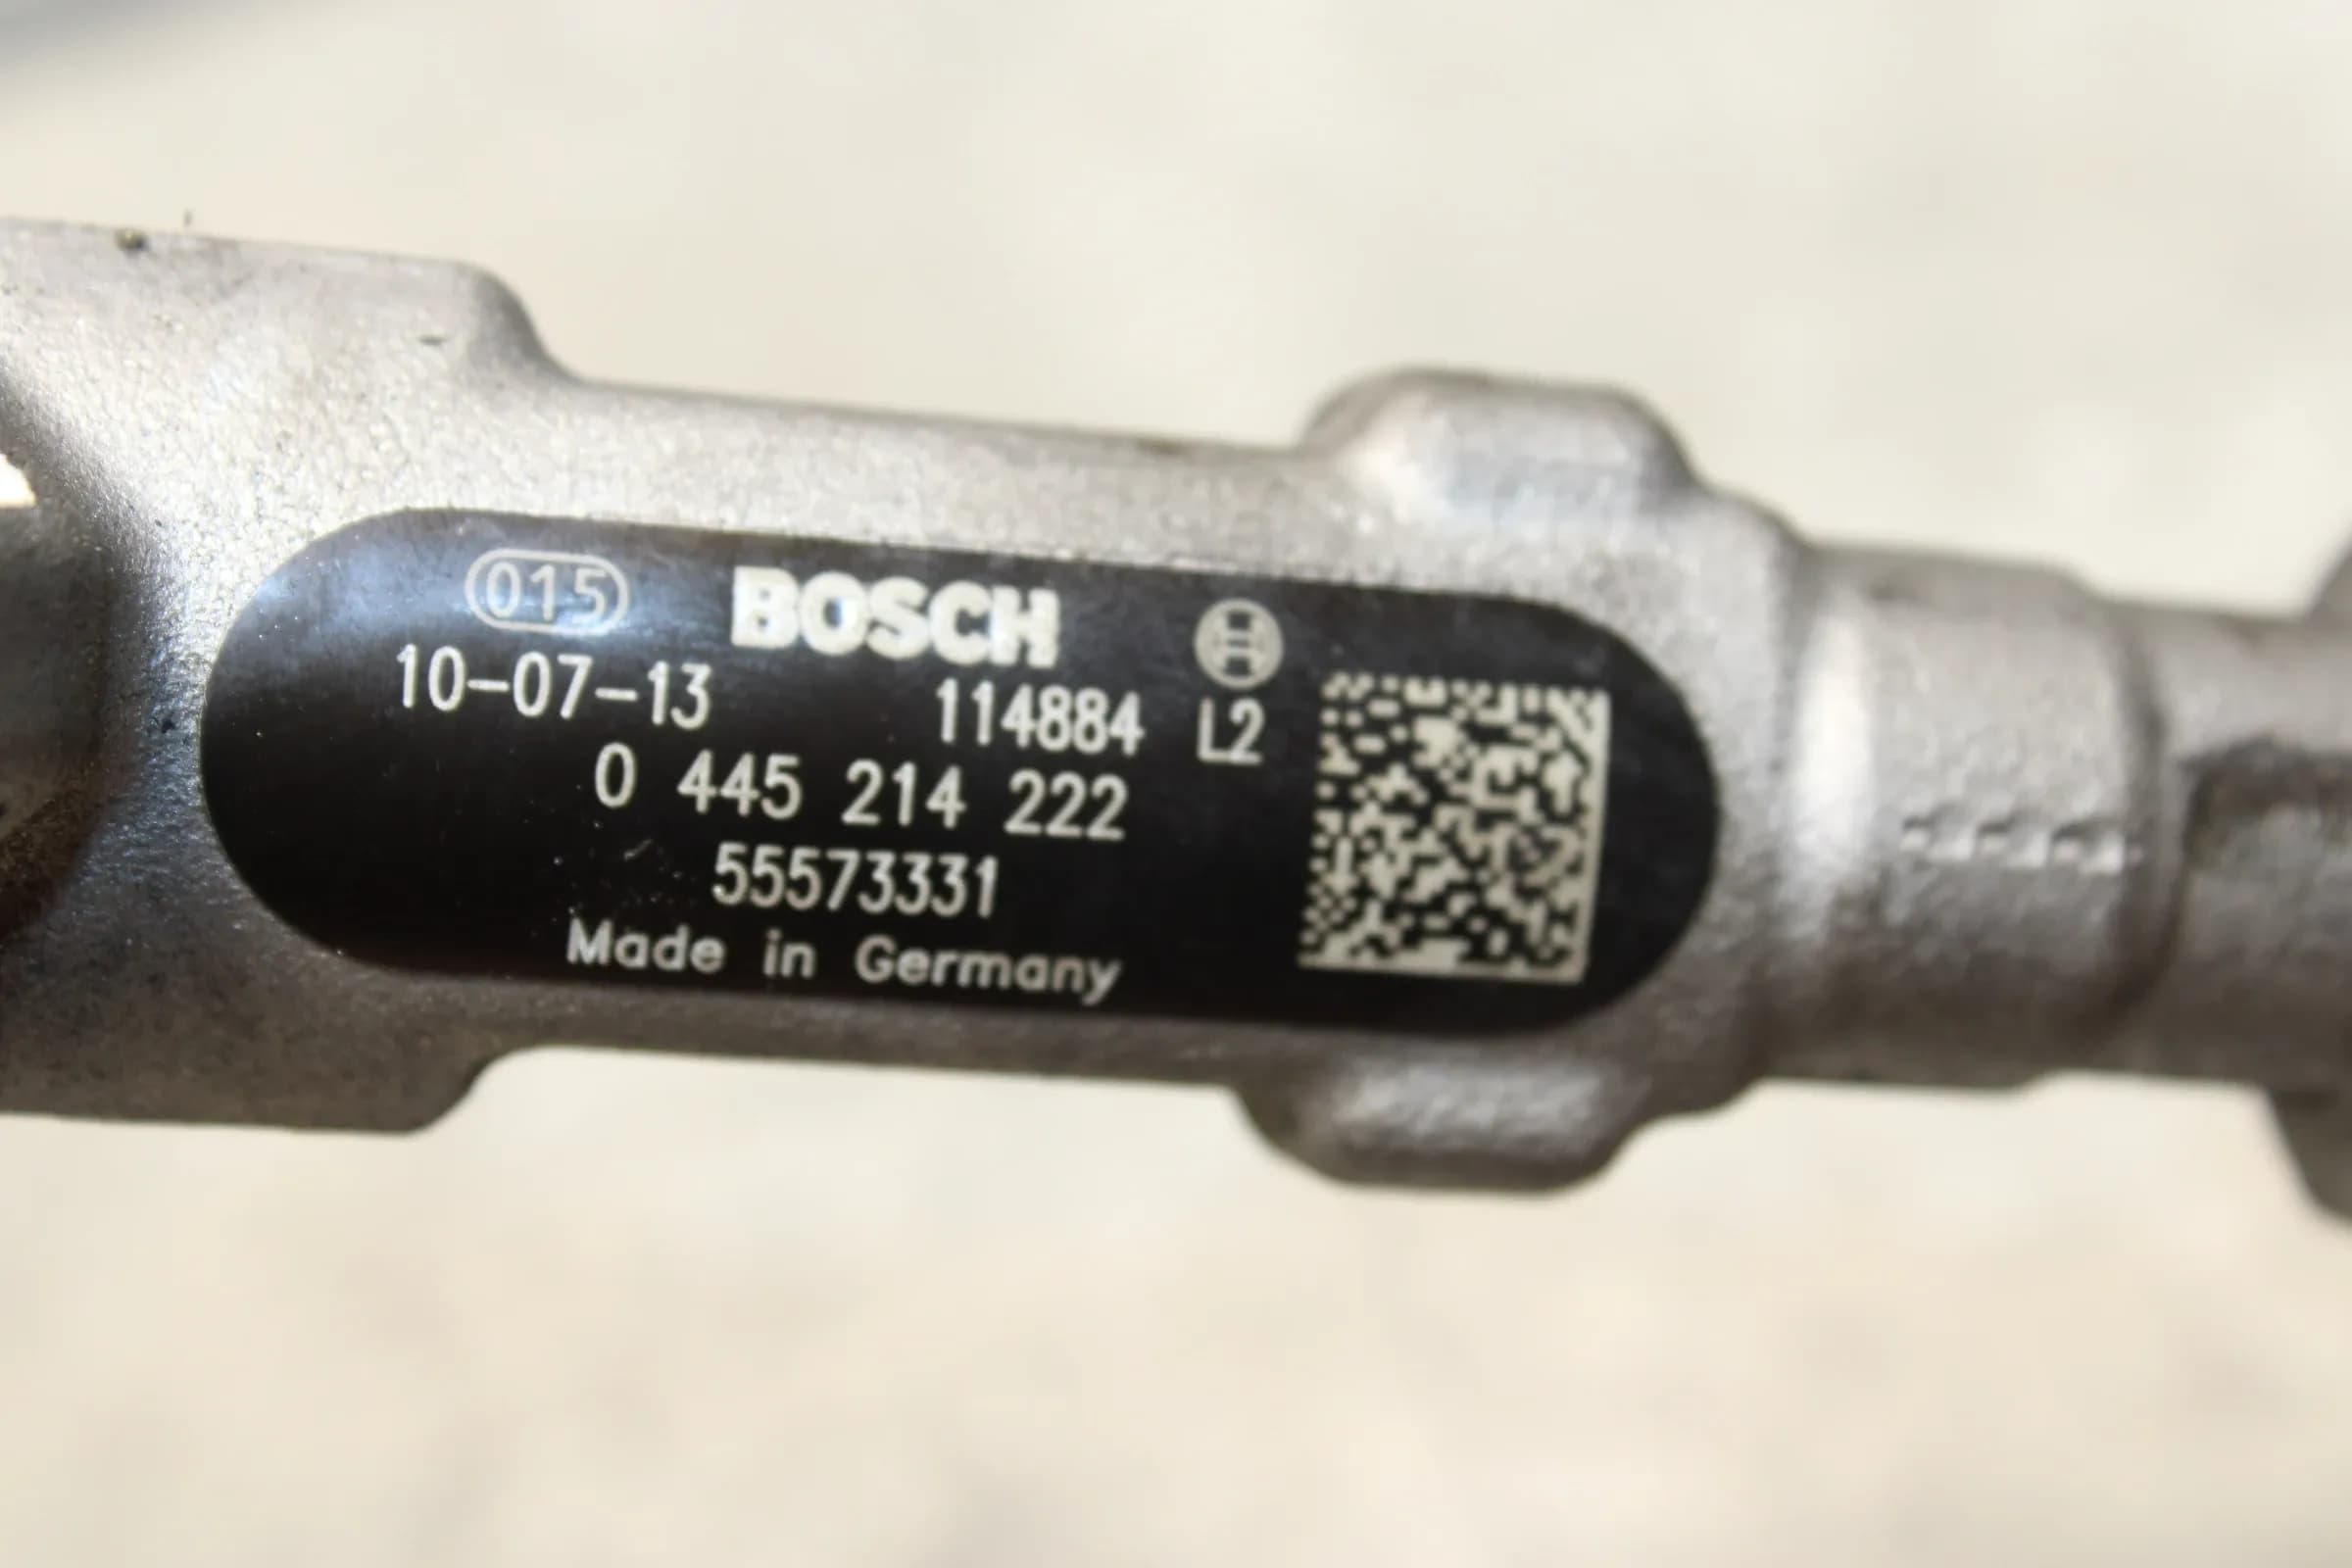 015 BOSCH
10-07-13 114884 L2
0 445 214 222
55573331
Made in Germany